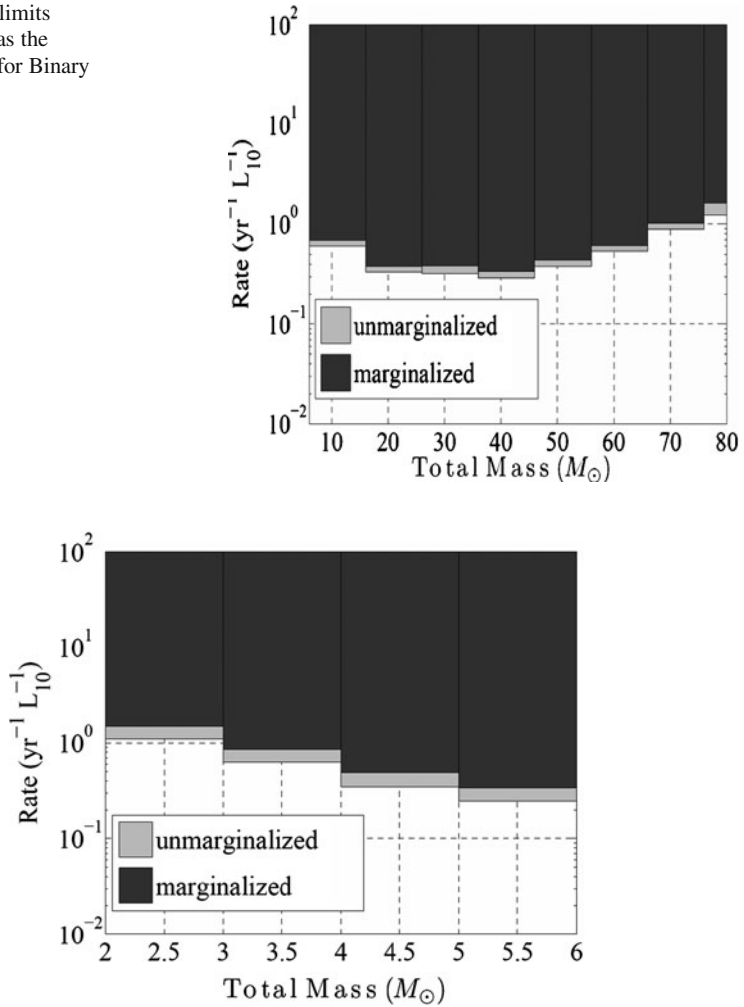 limits
as the
for Binary
10²
10¹
10⁰
10⁻¹
10⁻²
Rate (yr⁻¹ L₁₀⁻¹)
unmarginalized
marginalized
10 20 30 40 50 60 70 80
Total Mass (M☉)
10²
10¹
10⁰
10⁻¹
10⁻²
Rate (yr⁻¹ L₁₀⁻¹)
unmarginalized
marginalized
2 2.5 3 3.5 4 4.5 5 5.5 6
Total Mass (M☉)